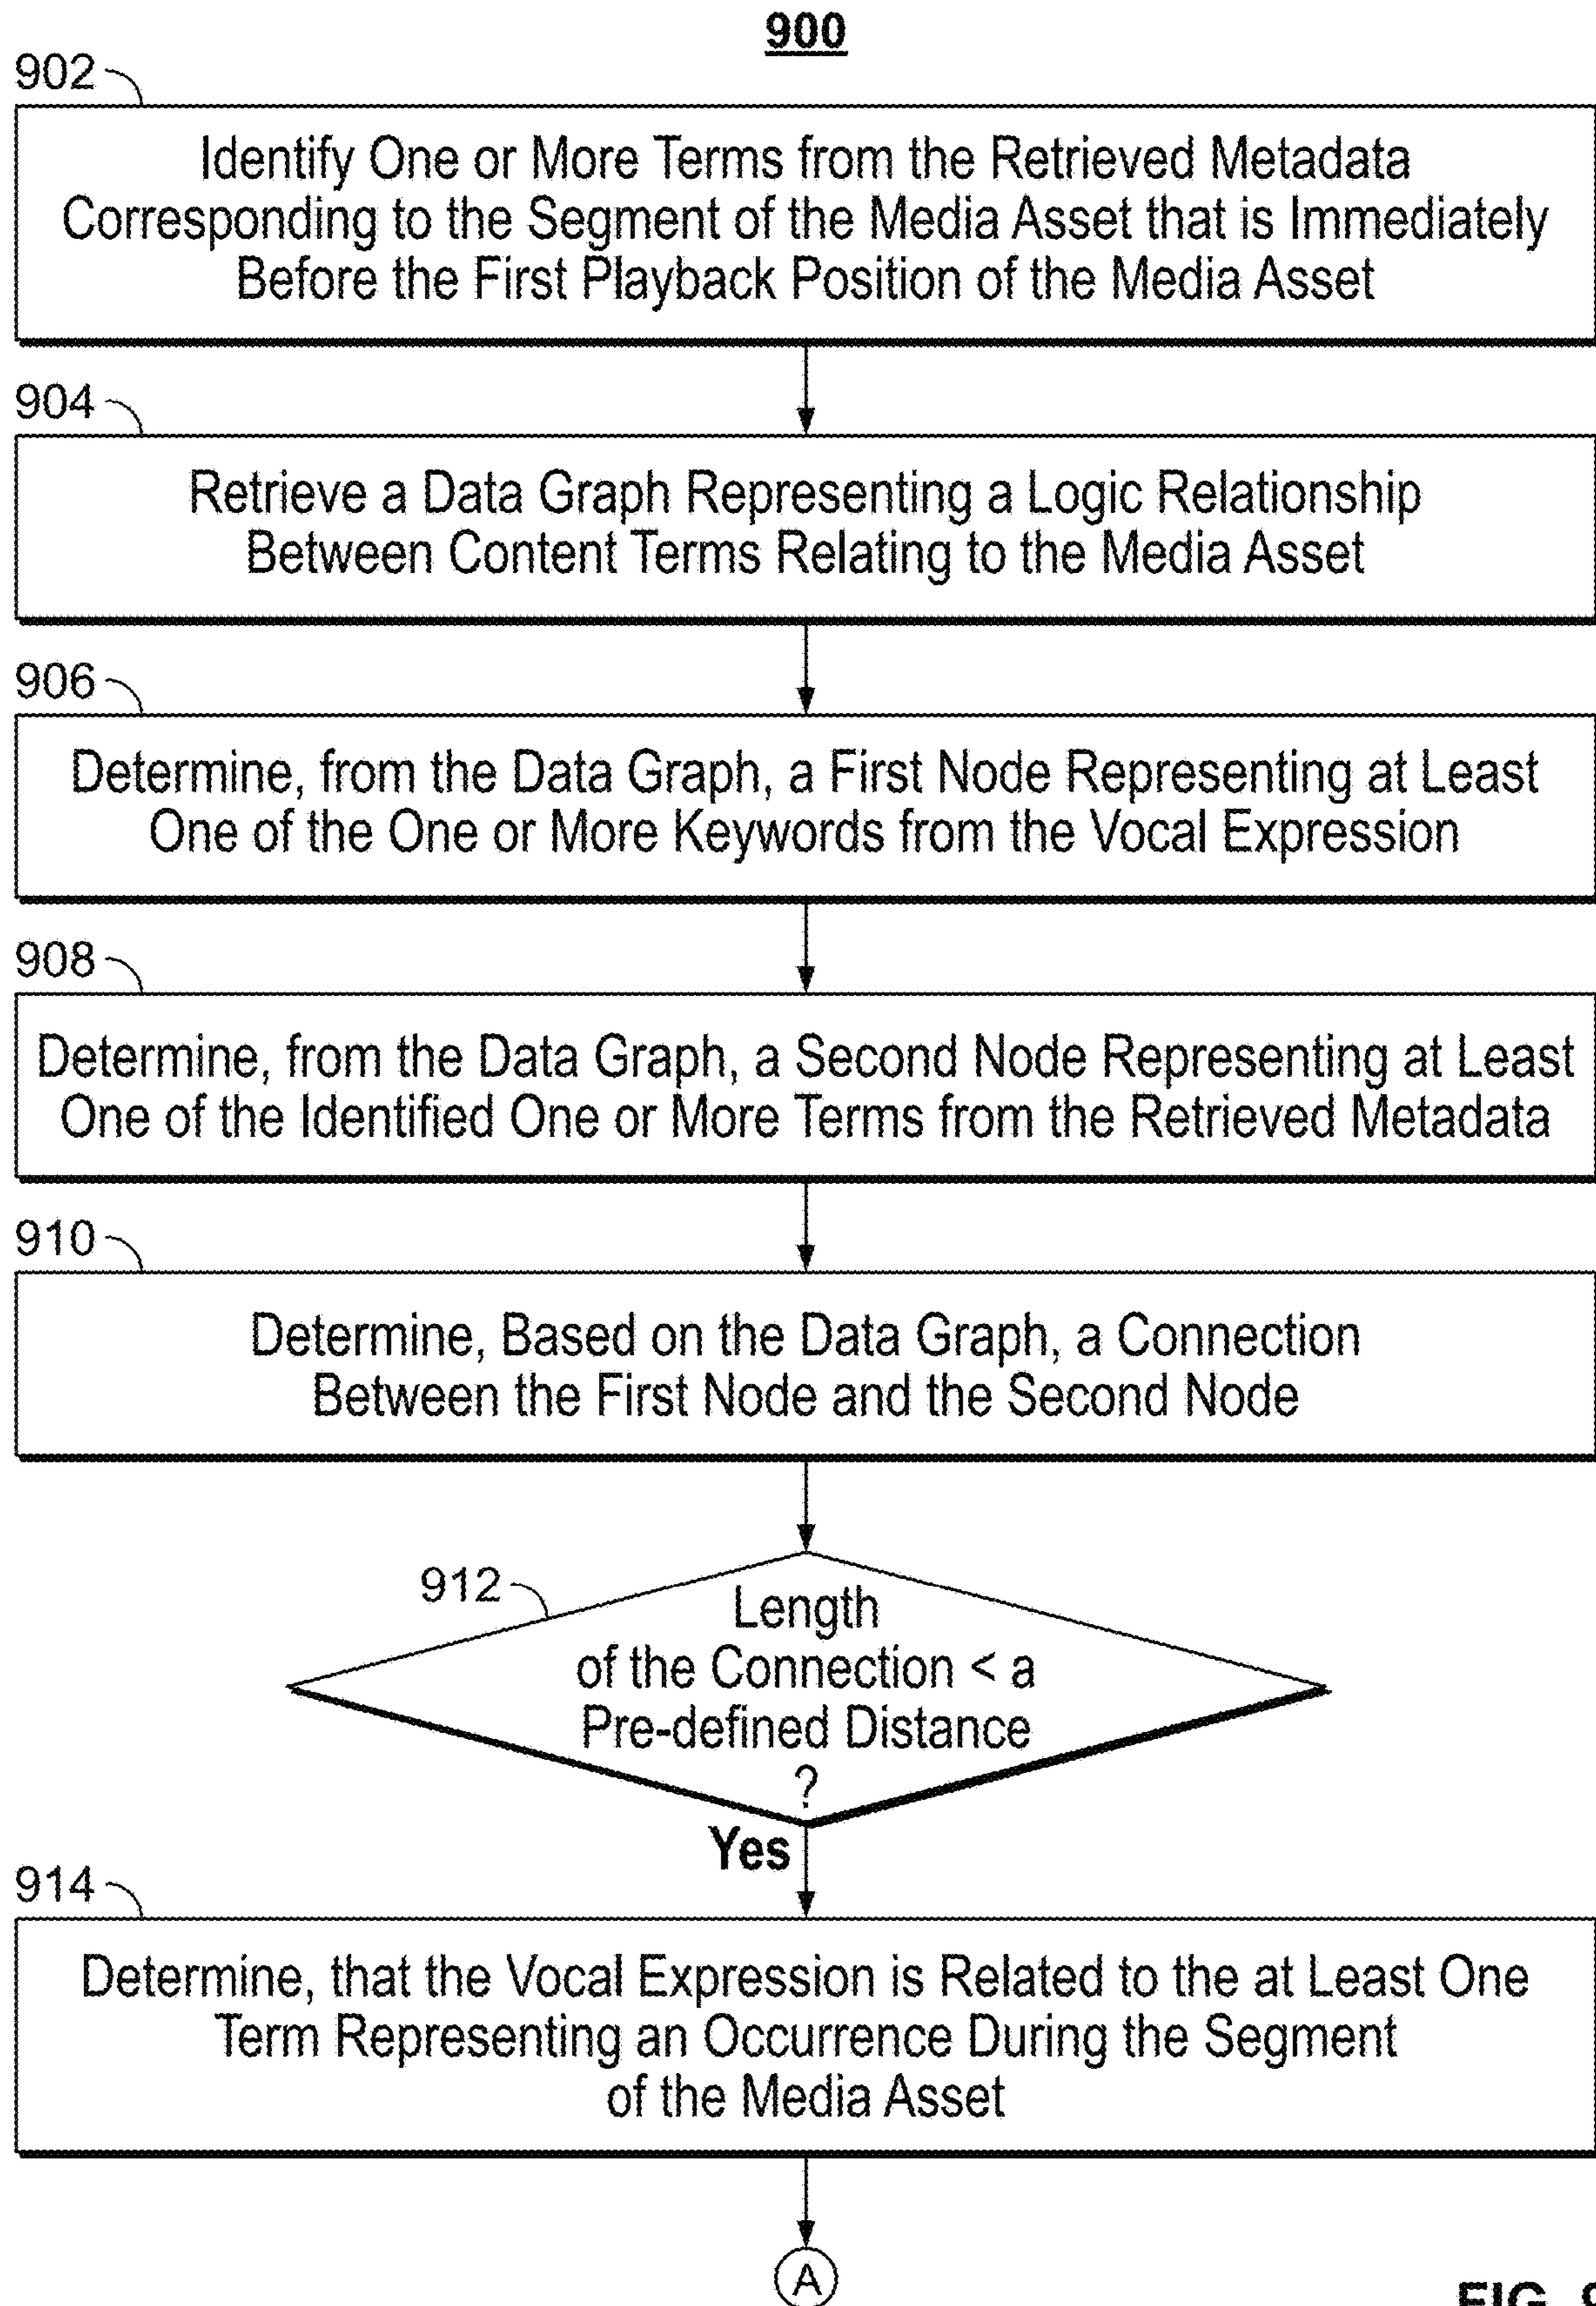 900
902
Identify One or More Terms from the Retrieved Metadata
Corresponding to the Segment of the Media Asset that is Immediately
Before the First Playback Position of the Media Asset
904
Retrieve a Data Graph Representing a Logic Relationship
Between Content Terms Relating to the Media Asset
906
Determine, from the Data Graph, a First Node Representing at Least
One of the One or More Keywords from the Vocal Expression
908
Determine, from the Data Graph, a Second Node Representing at Least
One of the Identified One or More Terms from the Retrieved Metadata
910
Determine, Based on the Data Graph, a Connection
Between the First Node and the Second Node
912
Length
of the Connection < a
Pre-defined Distance
?
Yes
914
Determine, that the Vocal Expression is Related to the at Least One
Term Representing an Occurrence During the Segment
of the Media Asset
A
FIG. 9